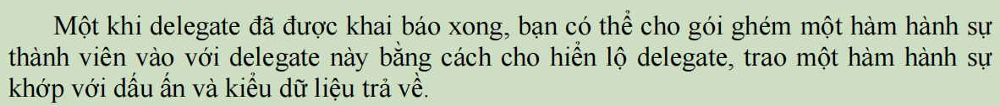 Một khi delegate đã được khai báo xong, bạn có thể cho gói ghém một hàm hành sự
thành viên vào với delegate này bằng cách cho hiển lộ delegate, trao một hàm hành sự
khớp với dấu ấn và kiểu dữ liệu trả về.